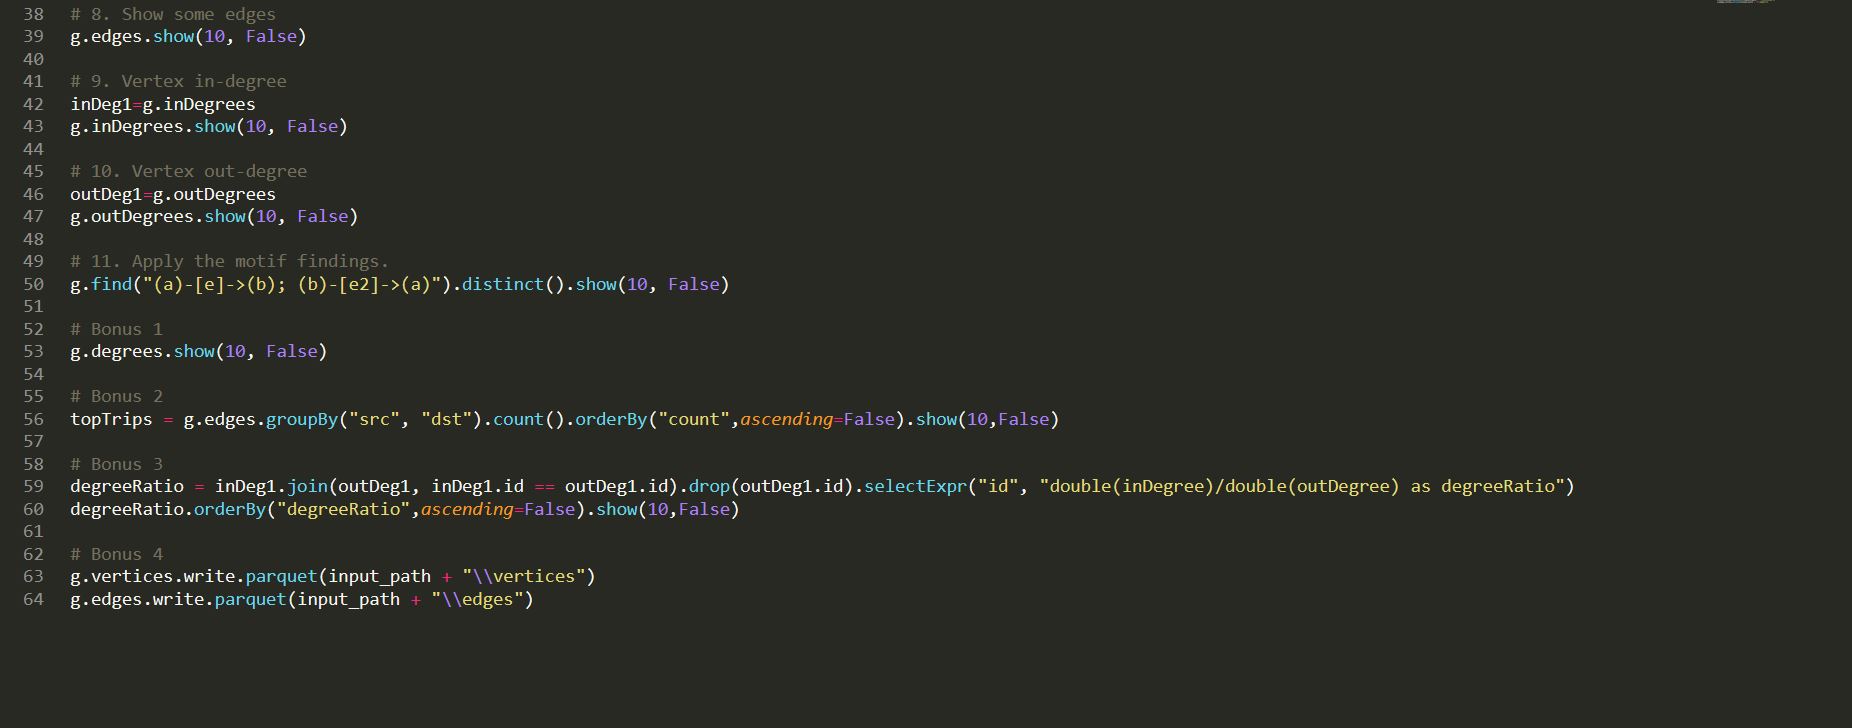 38 # 8. Show some edges
39 g.edges.show(10, False)
40
41 # 9. Vertex in-degree
42 inDeg1=g.inDegrees
43 g.inDegrees.show(10, False)
44
45 # 10. Vertex out-degree
46 outDeg1=g.outDegrees
47 g.outDegrees.show(10, False)
48
49 # 11. Apply the motif findings.
50 g.find("(a)-[e]->(b); (b)-[e2]->(a)").distinct().show(10, False)
51
52 # Bonus 1
53 g.degrees.show(10, False)
54
55 # Bonus 2
56 topTrips = g.edges.groupBy("src", "dst").count().orderBy("count",ascending=False).show(10,False)
57
58 # Bonus 3
59 degreeRatio = inDeg1.join(outDeg1, inDeg1.id == outDeg1.id).drop(outDeg1.id).selectExpr("id", "double(inDegree)/double(outDegree) as degreeRatio")
60 degreeRatio.orderBy("degreeRatio",ascending=False).show(10,False)
61
62 # Bonus 4
63 g.vertices.write.parquet(input_path + "\\vertices")
64 g.edges.write.parquet(input_path + "\\edges")